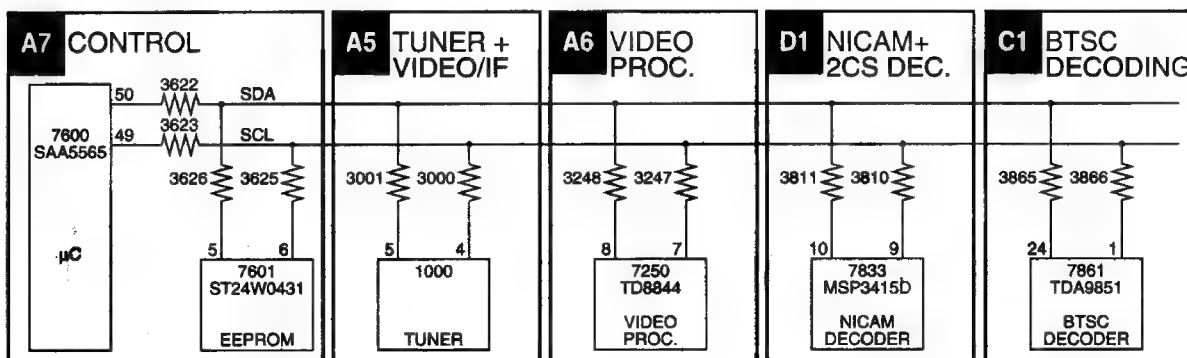 A7 CONTROL
50
3622
SDA
49
3623
SCL
7600
SAA5565
3626
3625
µC
5
6
7601
ST24W0431
EEPROM
A5 TUNER +
VIDEO/IF
3001
3000
5
4
1000
TUNER
A6 VIDEO
PROC.
3248
3247
8
7
7250
TD8844
VIDEO
PROC.
D1 NICAM+
2CS DEC.
3811
3810
10
9
7833
MSP3415b
NICAM
DECODER
C1 BTSC
DECODING
3865
3866
24
1
7861
TDA9851
BTSC
DECODER